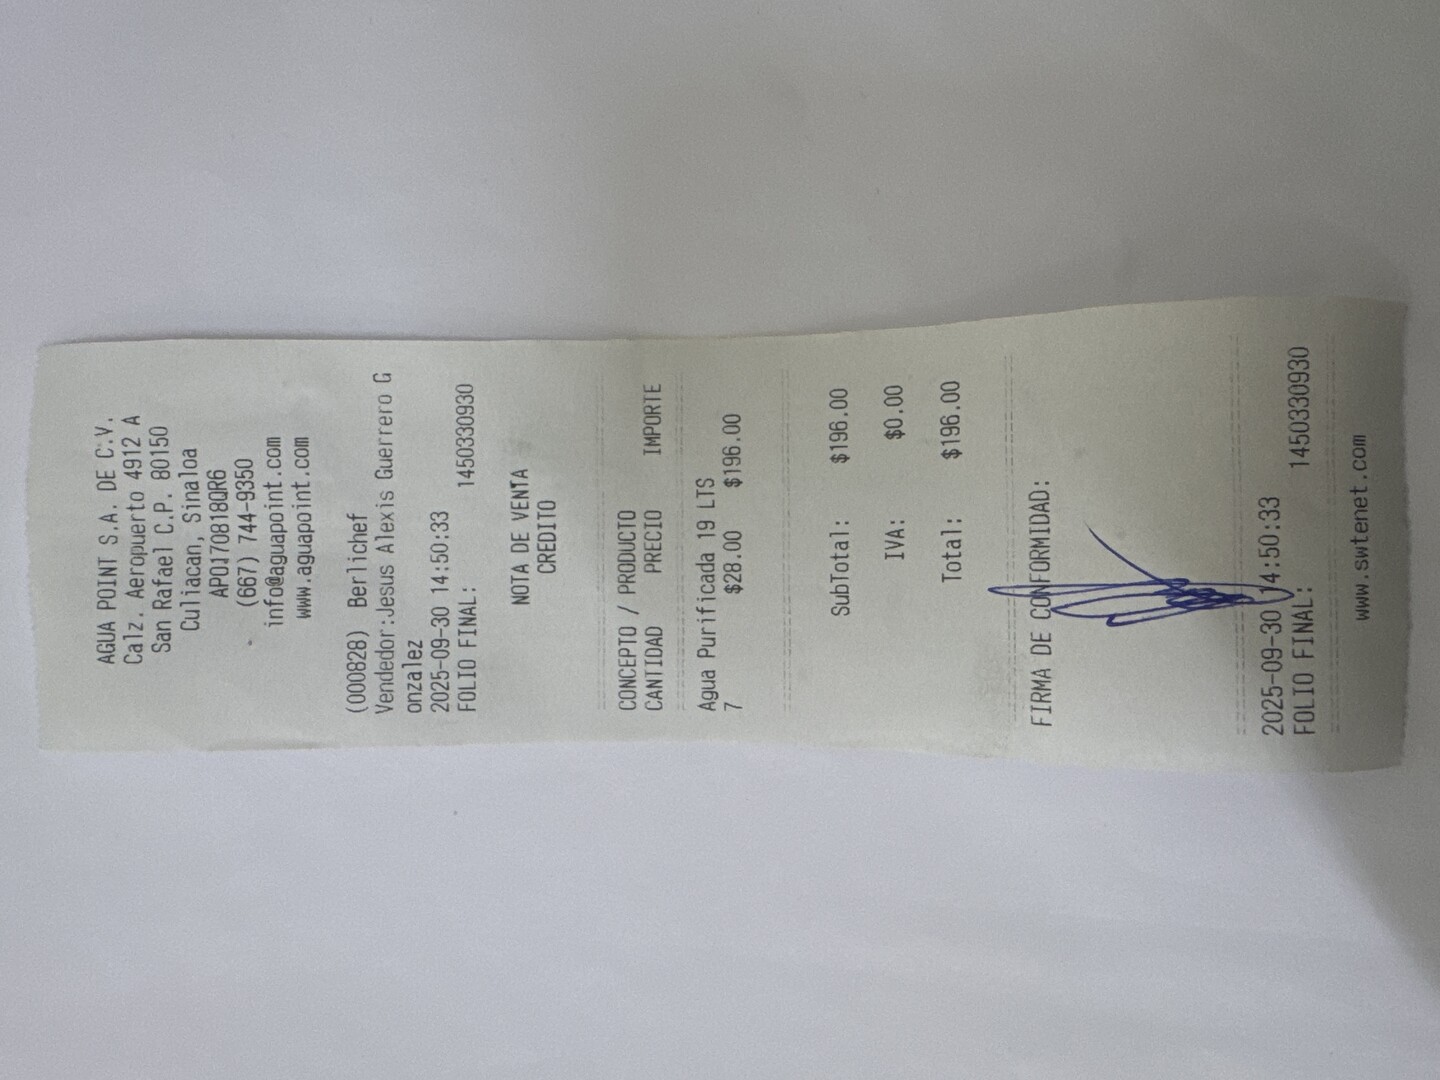 AGUA POINT S.A. DE C.V.
Calz. Aeropuerto 4912 A
San Rafael C.P. 80150
Culiacan, Sinaloa
APO170818QR6
(667) 744-9350
info@aguapoint.com
www.aguapoint.com
(000828) Berlichef
Vendedor:Jesus Alexis Guerrero G
onzalez
2025-09-30 14:50:33
FOLIO FINAL: 1450330930
NOTA DE VENTA
CREDITO
CONCEPTO / PRODUCTO
CANTIDAD PRECIO IMPORTE
Agua Purificada 19 LTS
7 $28.00 $196.00
SubTotal: $196.00
IVA: $0.00
Total: $196.00
FIRMA DE CONFORMIDAD:
2025-09-30 14:50:33
FOLIO FINAL: 1450330930
www.swtenet.com